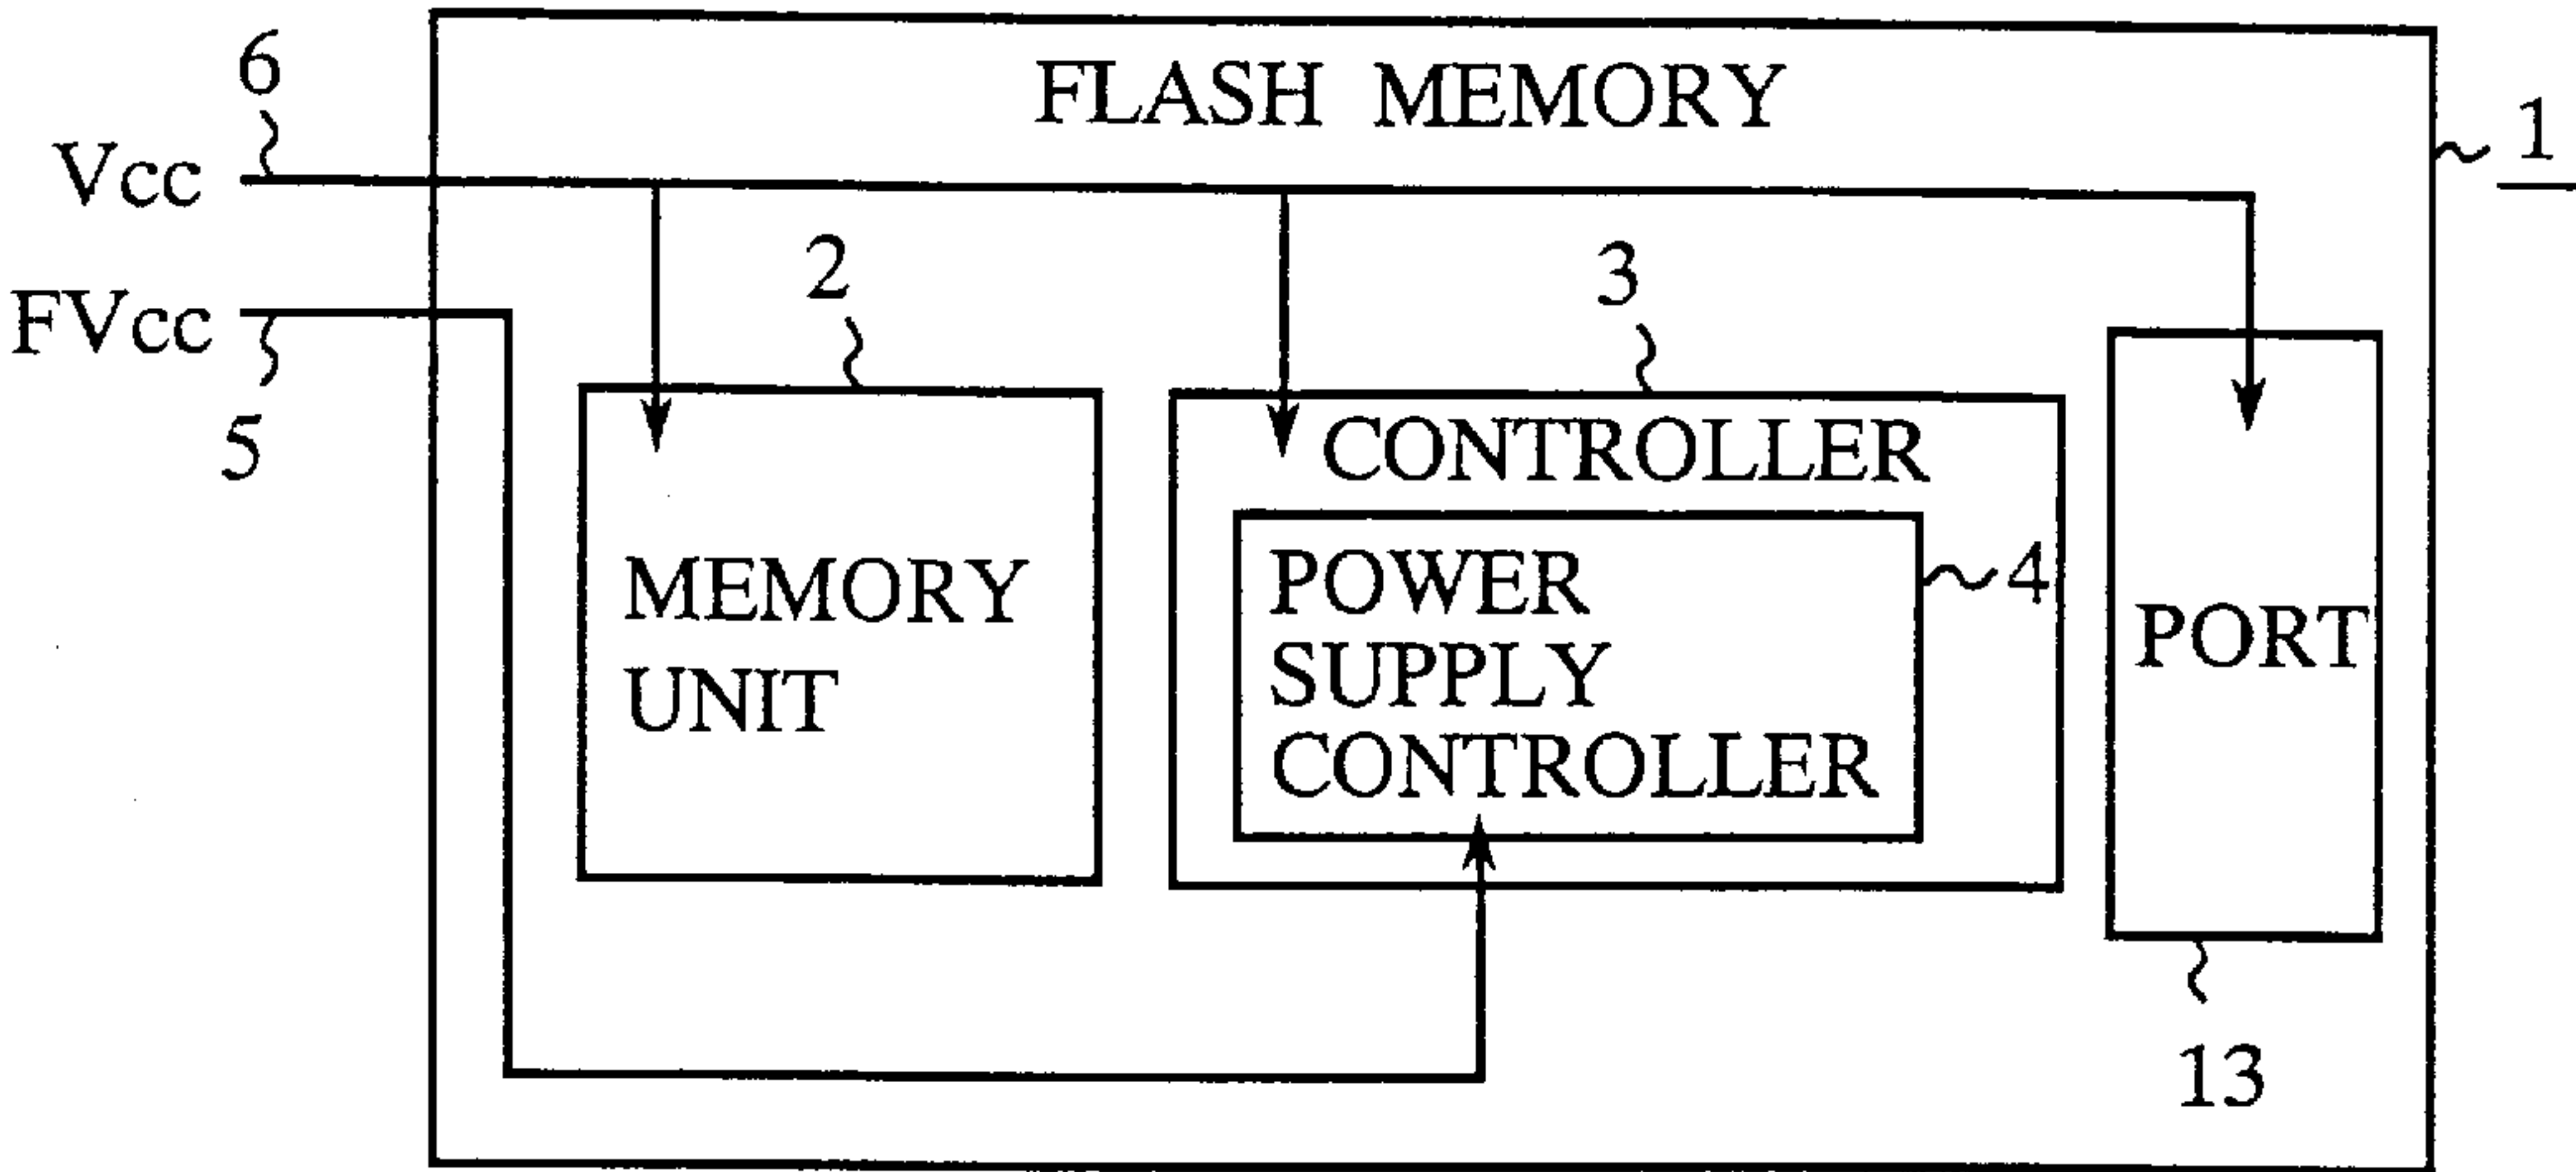 FLASH MEMORY
6
1
Vcc
2
3
FVcc
5
CONTROLLER
MEMORY
UNIT
POWER
SUPPLY
CONTROLLER
4
PORT
13